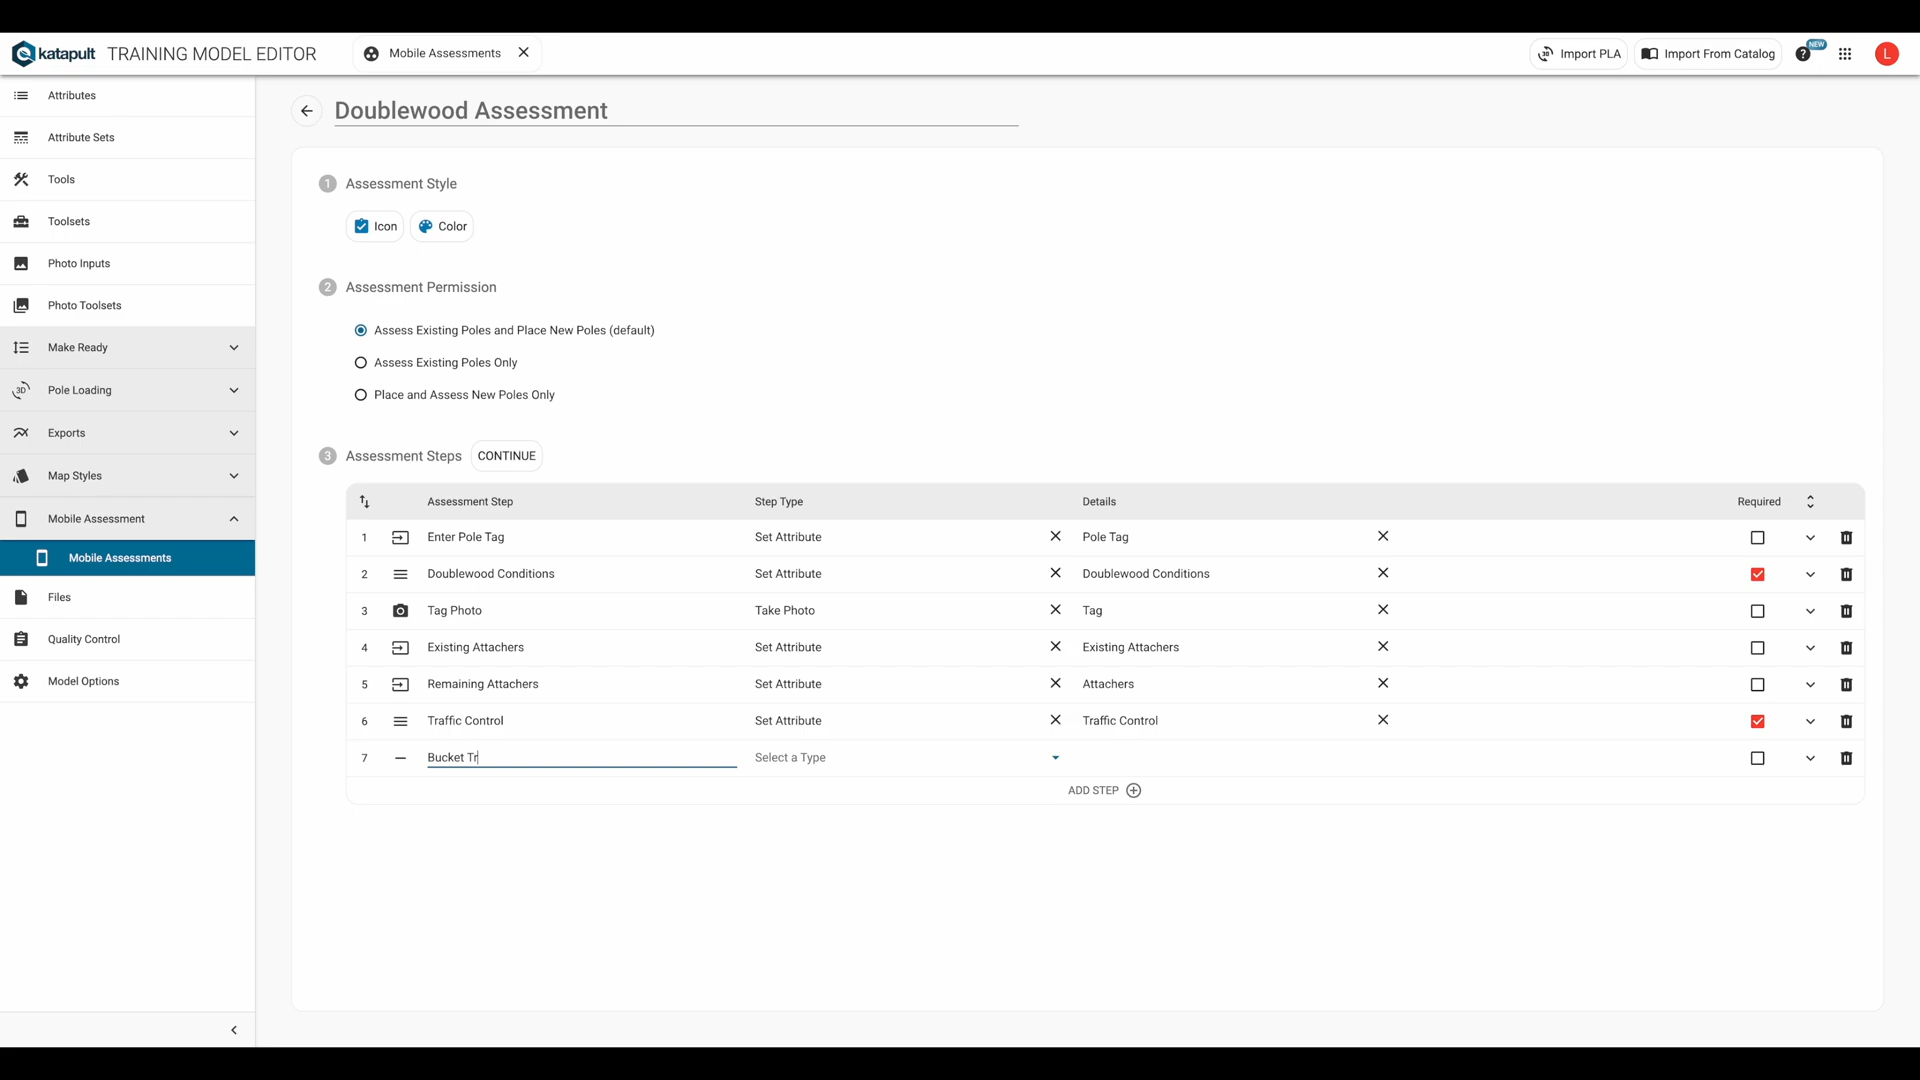 katapult TRAINING MODEL EDITOR
Mobile Assessments
Import PLA
Import From Catalog
NEW
L
Attributes
Attribute Sets
Tools
Toolsets
Photo Inputs
Photo Toolsets
Make Ready
3D Pole Loading
Exports
Map Styles
Mobile Assessment
Mobile Assessments
Files
Quality Control
Model Options
Doublewood Assessment
1 Assessment Style
Icon
Color
2 Assessment Permission
Assess Existing Poles and Place New Poles (default)
Assess Existing Poles Only
Place and Assess New Poles Only
3 Assessment Steps CONTINUE
Assessment Step Step Type Details Required
1 Enter Pole Tag Set Attribute Pole Tag
2 Doublewood Conditions Set Attribute Doublewood Conditions
3 Tag Photo Take Photo Tag
4 Existing Attachers Set Attribute Existing Attachers
5 Remaining Attachers Set Attribute Attachers
6 Traffic Control Set Attribute Traffic Control
7 Bucket Tr Select a Type
ADD STEP